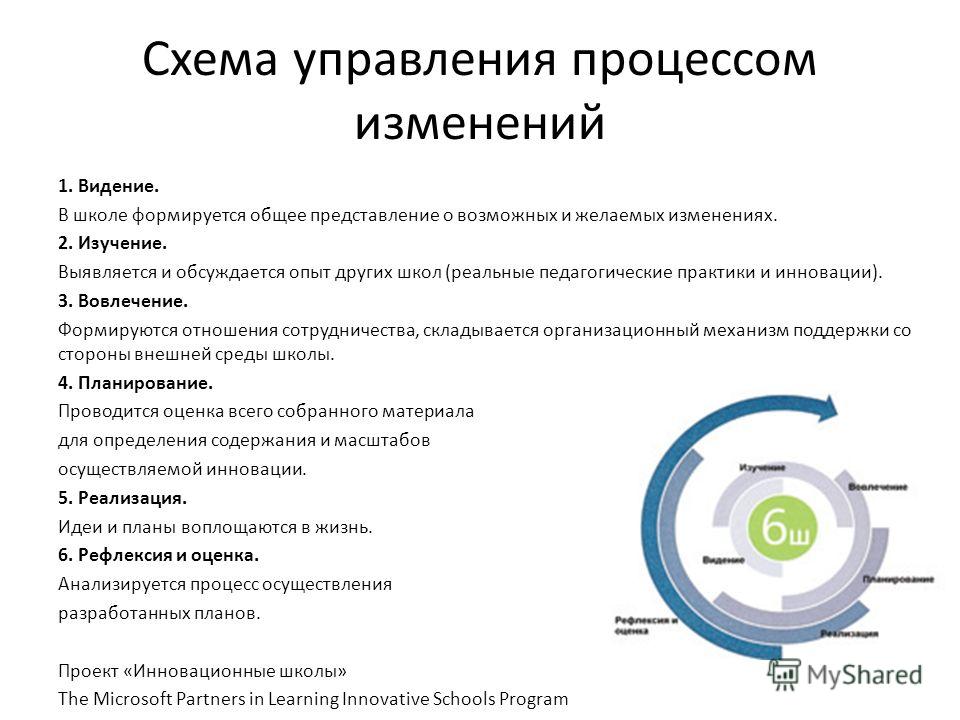 Схема управления процессом
изменений
1. Видение.
В школе формируется общее представление о возможных и желаемых изменениях.
2. Изучение.
Выявляется и обсуждается опыт других школ (реальные педагогические практики и инновации).
3. Вовлечение.
Формируются отношения сотрудничества, складывается организационный механизм поддержки со
стороны внешней среды школы.
4. Планирование.
Проводится оценка всего собранного материала
для определения содержания и масштабов
осуществляемой инновации.
5. Реализация.
Идеи и планы воплощаются в жизнь.
6. Рефлексия и оценка.
Анализируется процесс осуществления
разработанных планов.
Проект «Инновационные школы»
The Microsoft Partners in Learning Innovative Schools Program
Изучение
Вовлечение
6ш
Видение
Планирование
Рефлексия и
оценка
Реализация
MyShared